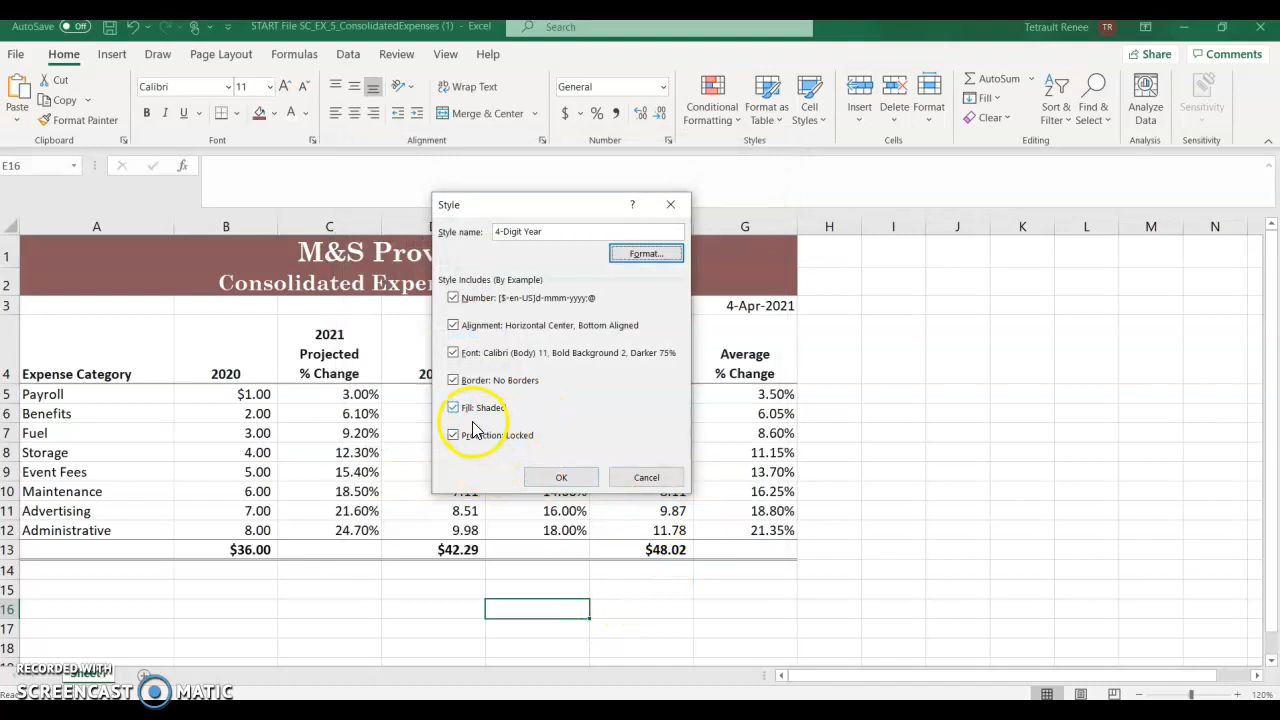 AutoSave Off START File SC_EX_5_ConsolidatedExpenses (1) - Excel Search Tetrault Renee TR
File Home Insert Draw Page Layout Formulas Data Review View Help Share Comments
Paste Cut Copy Format Painter Clipboard
Calibri 11 B I U A Font
Wrap Text Merge & Center Alignment
General $ % Number
Conditional Formatting Format as Table Cell Styles Styles
Insert Delete Format Cells
AutoSum Fill Clear Sort & Filter Find & Select Editing
Analyze Data Analysis
Sensitivity Sensitivity
E16 fx
A B C G H I J K L M N
Style ? ×
Style name: 4-Digit Year
Format...
Style Includes (By Example)
Number: [$-en-US]d-mmm-yyyy;@
Alignment: Horizontal Center, Bottom Aligned
Font: Calibri (Body) 11, Bold Background 2, Darker 75%
Border: No Borders
Fill: Shaded
Locked
OK Cancel
1 M&S Prov
2 Consolidated Expe
3 4-Apr-2021
4 Expense Category 2020 2021 Projected % Change 20 Average % Change
5 Payroll $1.00 3.00% 3.50%
6 Benefits 2.00 6.10% 6.05%
7 Fuel 3.00 9.20% 8.60%
8 Storage 4.00 12.30% 11.15%
9 Event Fees 5.00 15.40% 13.70%
10 Maintenance 6.00 18.50% 7.11 14.00% 8.11 16.25%
11 Advertising 7.00 21.60% 8.51 16.00% 9.87 18.80%
12 Administrative 8.00 24.70% 9.98 18.00% 11.78 21.35%
13 $36.00 $42.29 $48.02
14
15
16
17
18
RECORDED WITH
SCREENCAST MATIC
120%